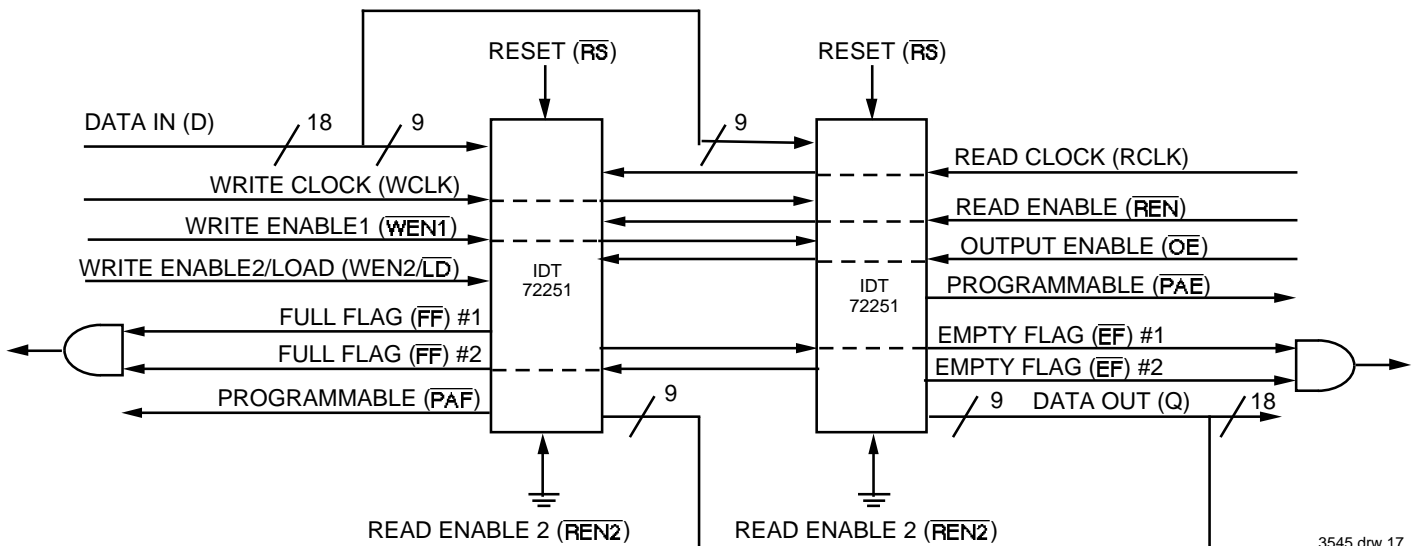 RESET (RS) RESET (RS)
DATA IN (D) 18 9 9
READ CLOCK (RCLK)
WRITE CLOCK (WCLK)
READ ENABLE (REN)
WRITE ENABLE1 (WEN1)
OUTPUT ENABLE (OE)
WRITE ENABLE2/LOAD (WEN2/LD)
IDT
72251
IDT
72251
PROGRAMMABLE (PAE)
FULL FLAG (FF) #1
EMPTY FLAG (EF) #1
FULL FLAG (FF) #2
EMPTY FLAG (EF) #2
PROGRAMMABLE (PAF) 9
9 DATA OUT (Q) 18
READ ENABLE 2 (REN2) READ ENABLE 2 (REN2)
3545 drw 17